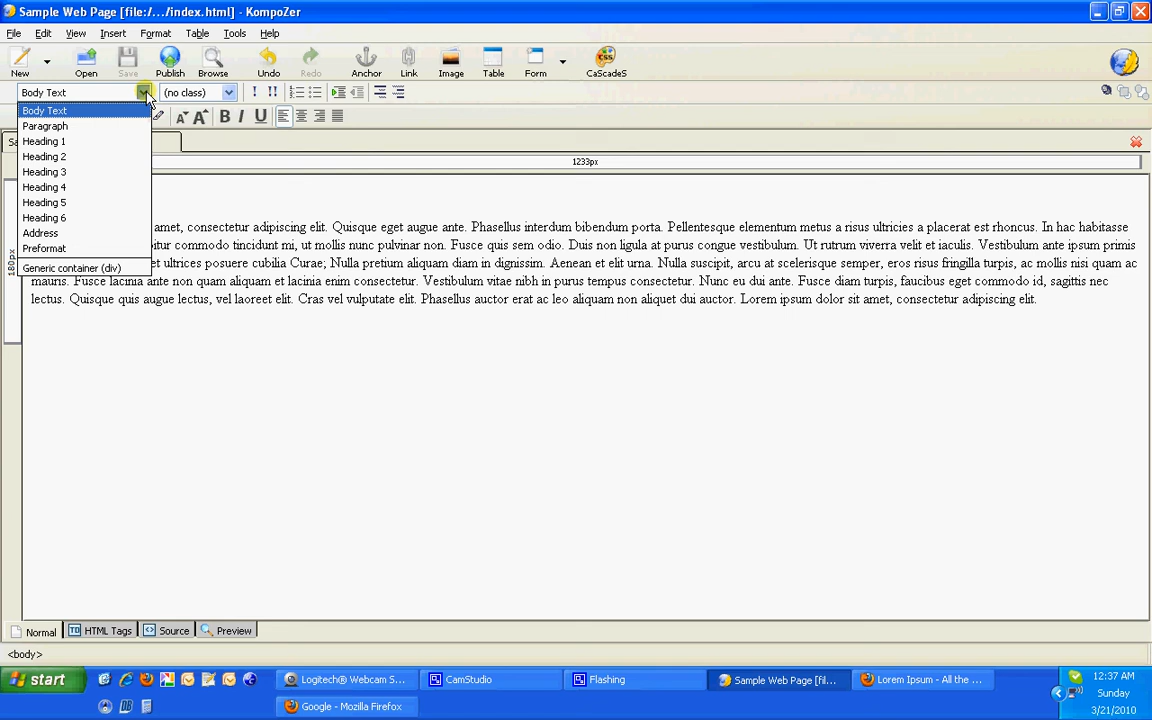 Sample Web Page [file:/.../index.html] - KompoZer
File Edit View Insert Format Table Tools Help
New Open Save Publish Browse Undo Redo Anchor Link Image Table Form CaScadeS
Body Text (no class) ! !!
Body Text
Paragraph
Heading 1
Heading 2
Heading 3
Heading 4
Heading 5
Heading 6
Address
Preformat
Generic container (div)
A A B I U
Sa
1233px
180px
amet, consectetur adipiscing elit. Quisque eget augue ante. Phasellus interdum bibendum porta. Pellentesque elementum metus a risus ultricies a placerat est rhoncus. In hac habitasse
bitur commodo tincidunt mi, ut mollis nunc pulvinar non. Fusce quis sem odio. Duis non ligula at purus congue vestibulum. Ut rutrum viverra velit et iaculis. Vestibulum ante ipsum primis
et ultrices posuere cubilia Curae; Nulla pretium aliquam diam in dignissim. Aenean et elit urna. Nulla suscipit, arcu at scelerisque semper, eros risus fringilla turpis, ac mollis nisi quam ac
mauris. Fusce lacinia ante non quam aliquam et lacinia enim consectetur. Vestibulum vitae nibh in purus tempus consectetur. Nunc eu dui ante. Fusce diam turpis, faucibus eget commodo id, sagittis nec
lectus. Quisque quis augue lectus, vel laoreet elit. Cras vel vulputate elit. Phasellus auctor erat ac leo aliquam non aliquet dui auctor. Lorem ipsum dolor sit amet, consectetur adipiscing elit.
Normal HTML Tags Source Preview
<body>
start Logitech® Webcam S... CamStudio Flashing Sample Web Page [fil... Lorem Ipsum - All the ...
Google - Mozilla Firefox
12:37 AM
Sunday
3/21/2010